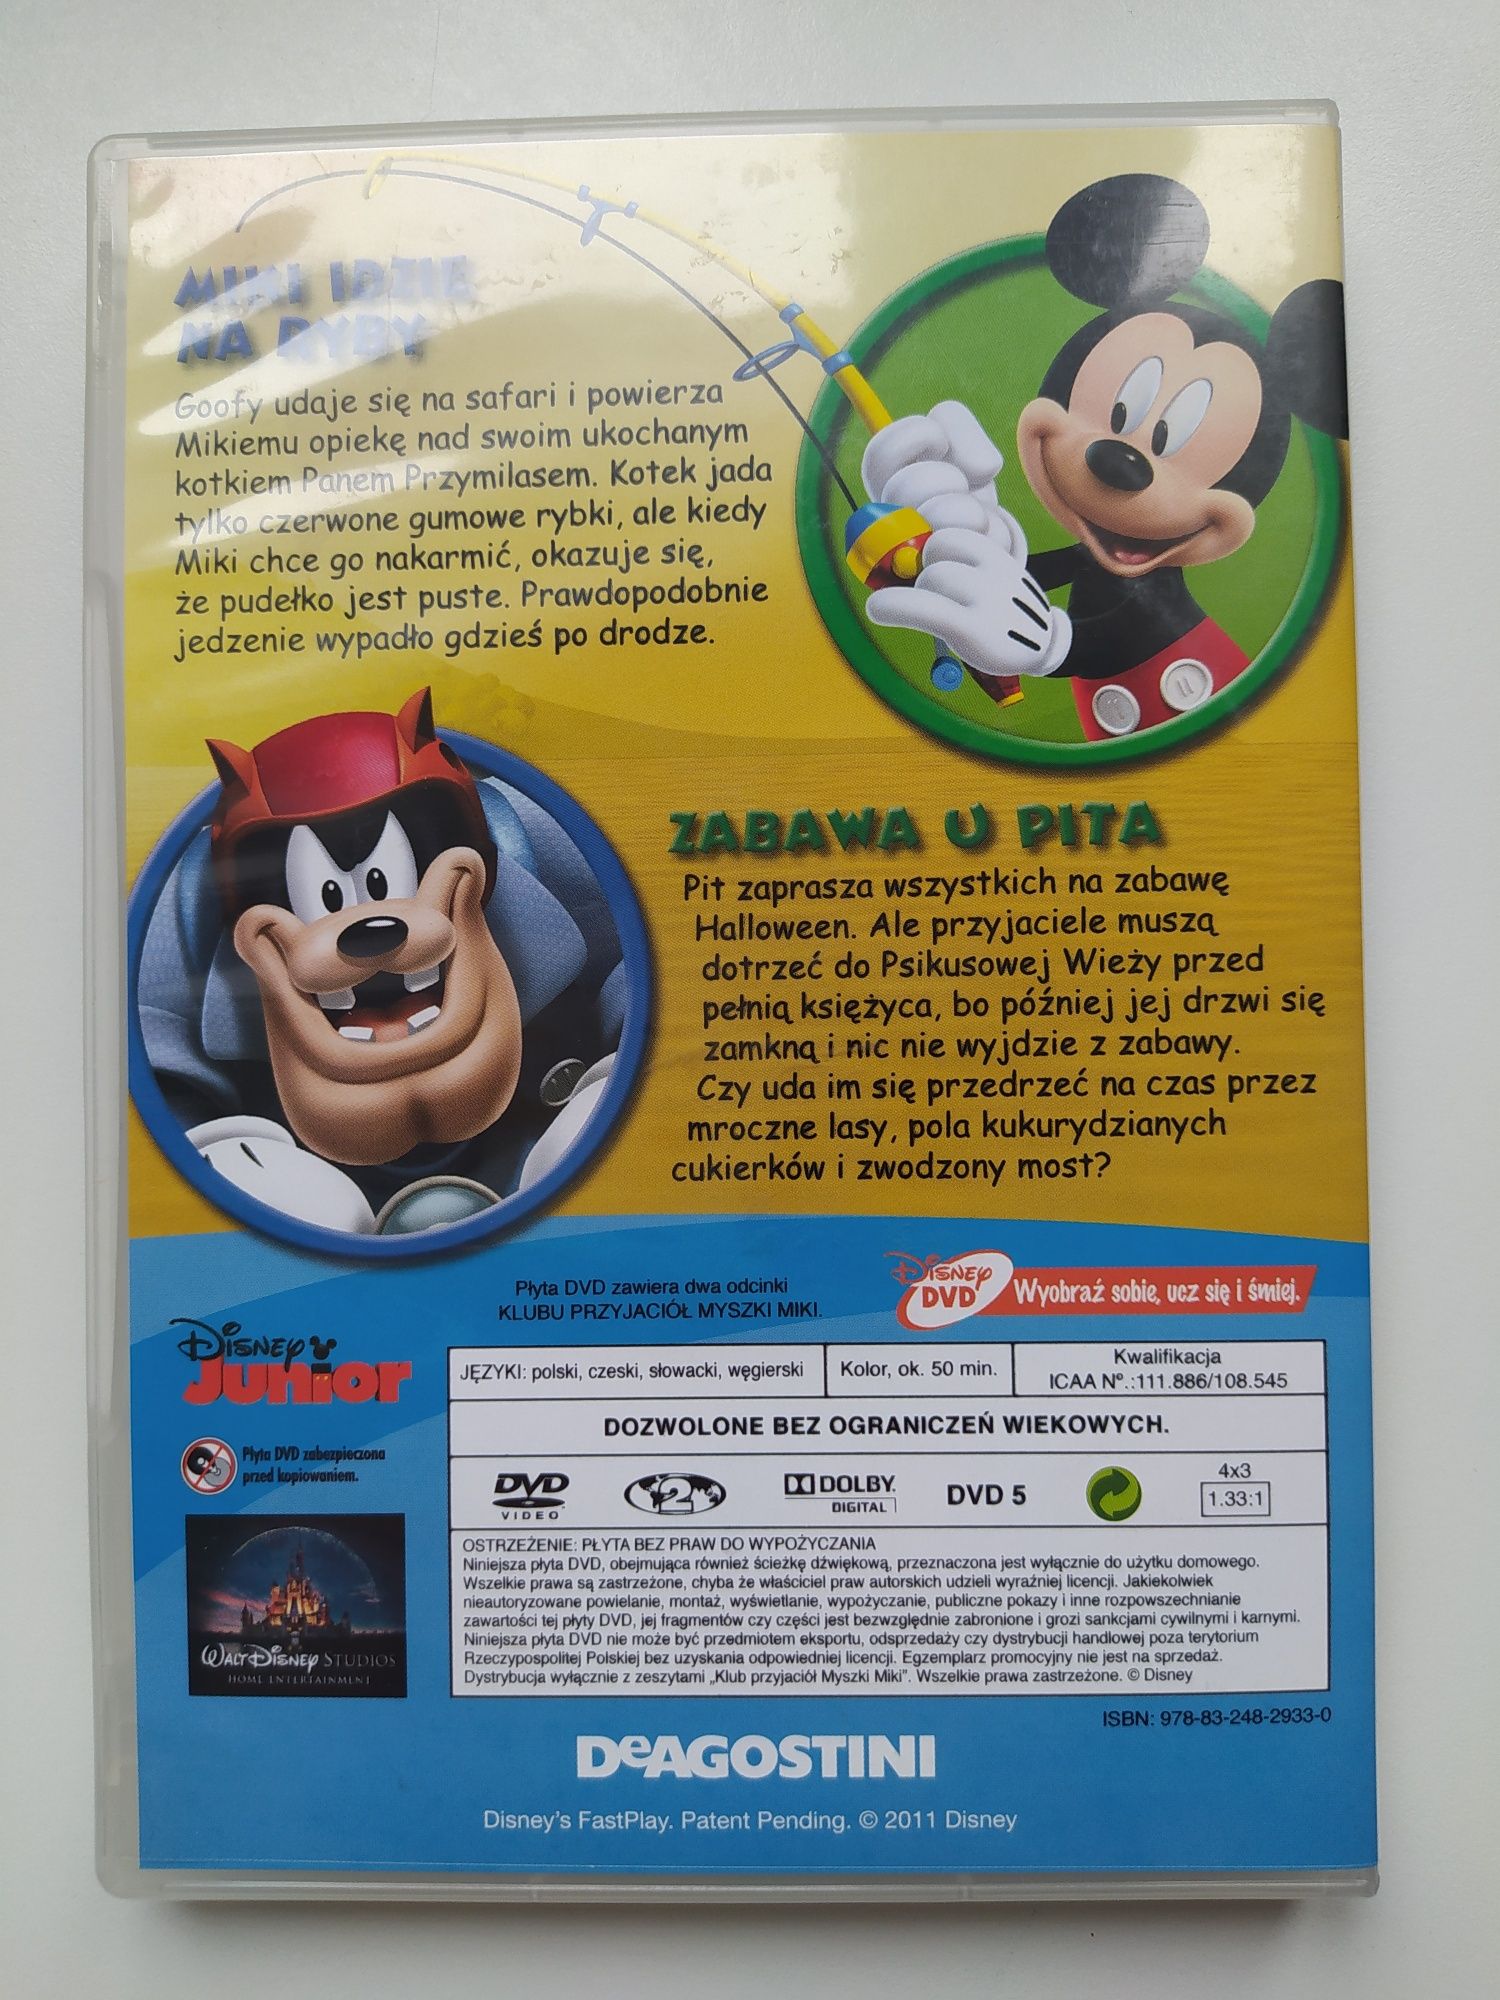 MIKI IDZIE
NA RYBY
Goofy udaje się na safari i powierza
Mikiemu opiekę nad swoim ukochanym
kotkiem Panem Przymilasem. Kotek jada
tylko czerwone gumowe rybki, ale kiedy
Miki chce go nakarmić, okazuje się,
że pudełko jest puste. Prawdopodobnie
jedzenie wypadło gdzieś po drodze.
ZABAWA U PITA
Pit zaprasza wszystkich na zabawę
Halloween. Ale przyjaciele muszą
dotrzeć do Psikusowej Wieży przed
pełnią księżyca, bo później jej drzwi się
zamkną i nic nie wyjdzie z zabawy.
Czy uda im się przedrzeć na czas przez
mroczne lasy, pola kukurydzianych
cukierków i zwodzony most?
Płyta DVD zawiera dwa odcinki
KLUBU PRZYJACIÓŁ MYSZKI MIKI.
DISNEY DVD Wyobraź sobie, ucz się i śmiej.
DISNEY
Junior
JĘZYKI: polski, czeski, słowacki, węgierski
Kolor, ok. 50 min.
Kwalifikacja
ICAA Nº.:111.886/108.545
DOZWOLONE BEZ OGRANICZEŃ WIEKOWYCH.
Płyta DVD zabezpieczona
przed kopiowaniem.
DVD VIDEO
2
DOLBY DIGITAL
DVD 5
4x3
1.33:1
OSTRZEŻENIE: PŁYTA BEZ PRAW DO WYPOŻYCZANIA
Niniejsza płyta DVD, obejmująca również ścieżkę dźwiękową, przeznaczona jest wyłącznie do użytku domowego.
Wszelkie prawa są zastrzeżone, chyba że właściciel praw autorskich udzieli wyraźniej licencji. Jakiekolwiek
nieautoryzowane powielanie, montaż, wyświetlanie, wypożyczanie, publiczne pokazy i inne rozpowszechnianie
zawartości tej płyty DVD, jej fragmentów czy części jest bezwzględnie zabronione i grozi sankcjami cywilnymi i karnymi.
Niniejsza płyta DVD nie może być przedmiotem eksportu, odsprzedaży czy dystrybucji handlowej poza terytorium
Rzeczypospolitej Polskiej bez uzyskania odpowiedniej licencji. Egzemplarz promocyjny nie jest na sprzedaż.
Dystrybucja wyłącznie z zeszytami „Klub przyjaciół Myszki Miki”. Wszelkie prawa zastrzeżone. © Disney
WALT DISNEY STUDIOS
HOME ENTERTAINMENT
ISBN: 978-83-248-2933-0
DeAGOSTINI
Disney's FastPlay. Patent Pending. © 2011 Disney